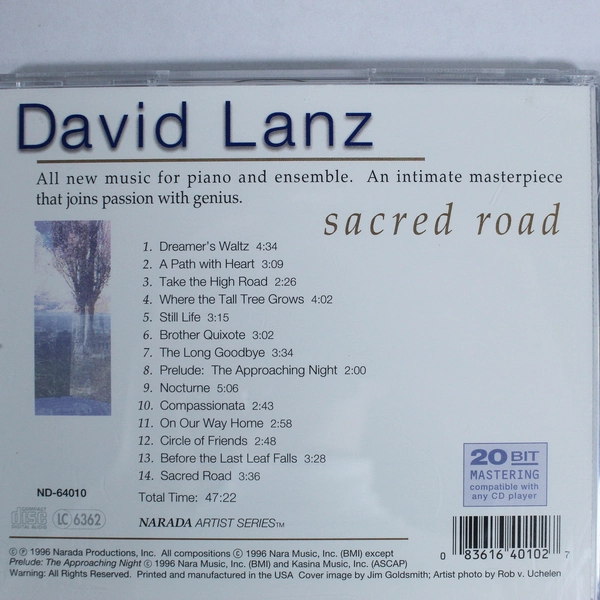 David Lanz
All new music for piano and ensemble. An intimate masterpiece
that joins passion with genius.
sacred road
1. Dreamer's Waltz 4:34
2. A Path with Heart 3:09
3. Take the High Road 2:26
4. Where the Tall Tree Grows 4:02
5. Still Life 3:15
6. Brother Quixote 3:02
7. The Long Goodbye 3:34
8. Prelude: The Approaching Night 2:00
9. Nocturne 5:06
10. Compassionata 2:43
11. On Our Way Home 2:58
12. Circle of Friends 2:48
13. Before the Last Leaf Falls 3:28
14. Sacred Road 3:36
Total Time: 47:22
ND-64010
COMPACT
disc
DIGITAL AUDIO
LC 6362
NARADA ARTIST SERIES™
20 BIT
MASTERING
compatible with
any CD player
0 83616 40102 7
© ℗ 1996 Narada Productions, Inc. All compositions © 1996 Nara Music, Inc. (BMI) except
Prelude: The Approaching Night © 1996 Nara Music, Inc. (BMI) and Kasina Music, Inc. (ASCAP)
Warning: All Rights Reserved. Printed and manufactured in the USA Cover image by Jim Goldsmith; Artist photo by Rob v. Uchelen